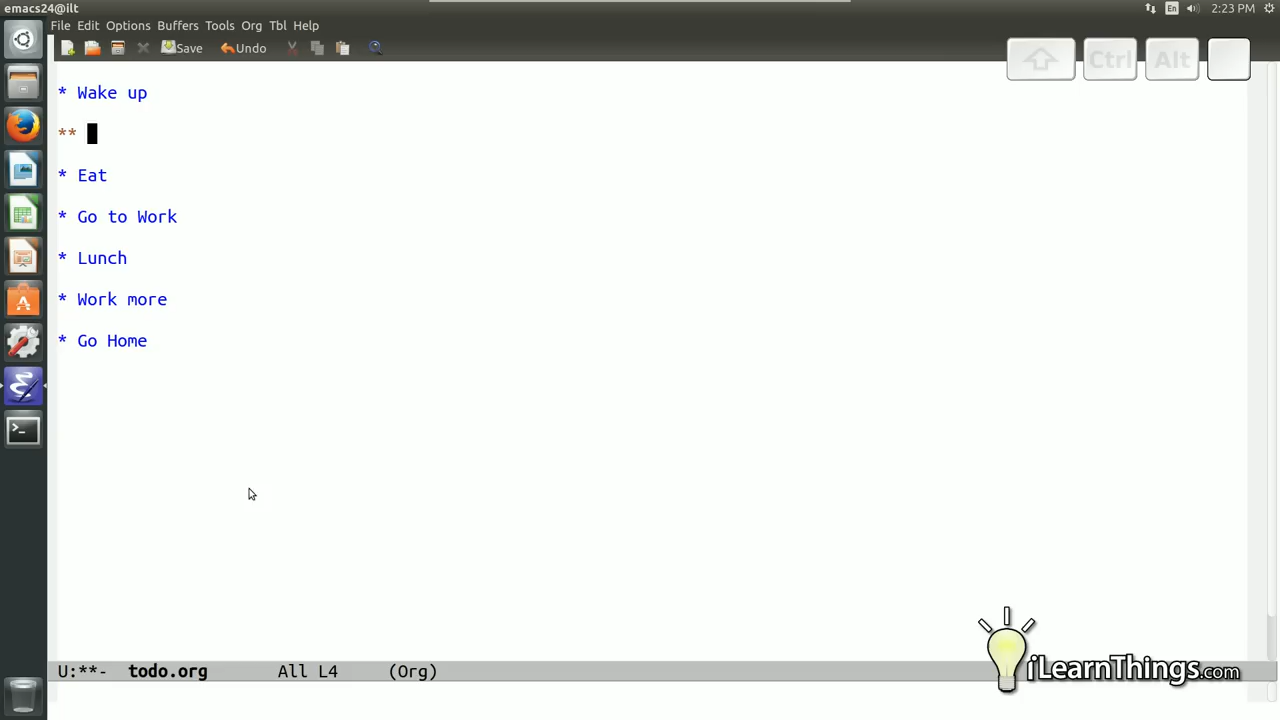 emacs24@ilt
En
2:23 PM
File Edit Options Buffers Tools Org Tbl Help
Save Undo
Ctrl Alt
* Wake up
**
* Eat
* Go to Work
* Lunch
* Work more
* Go Home
U:**- todo.org All L4 (Org)
iLearnThings.com